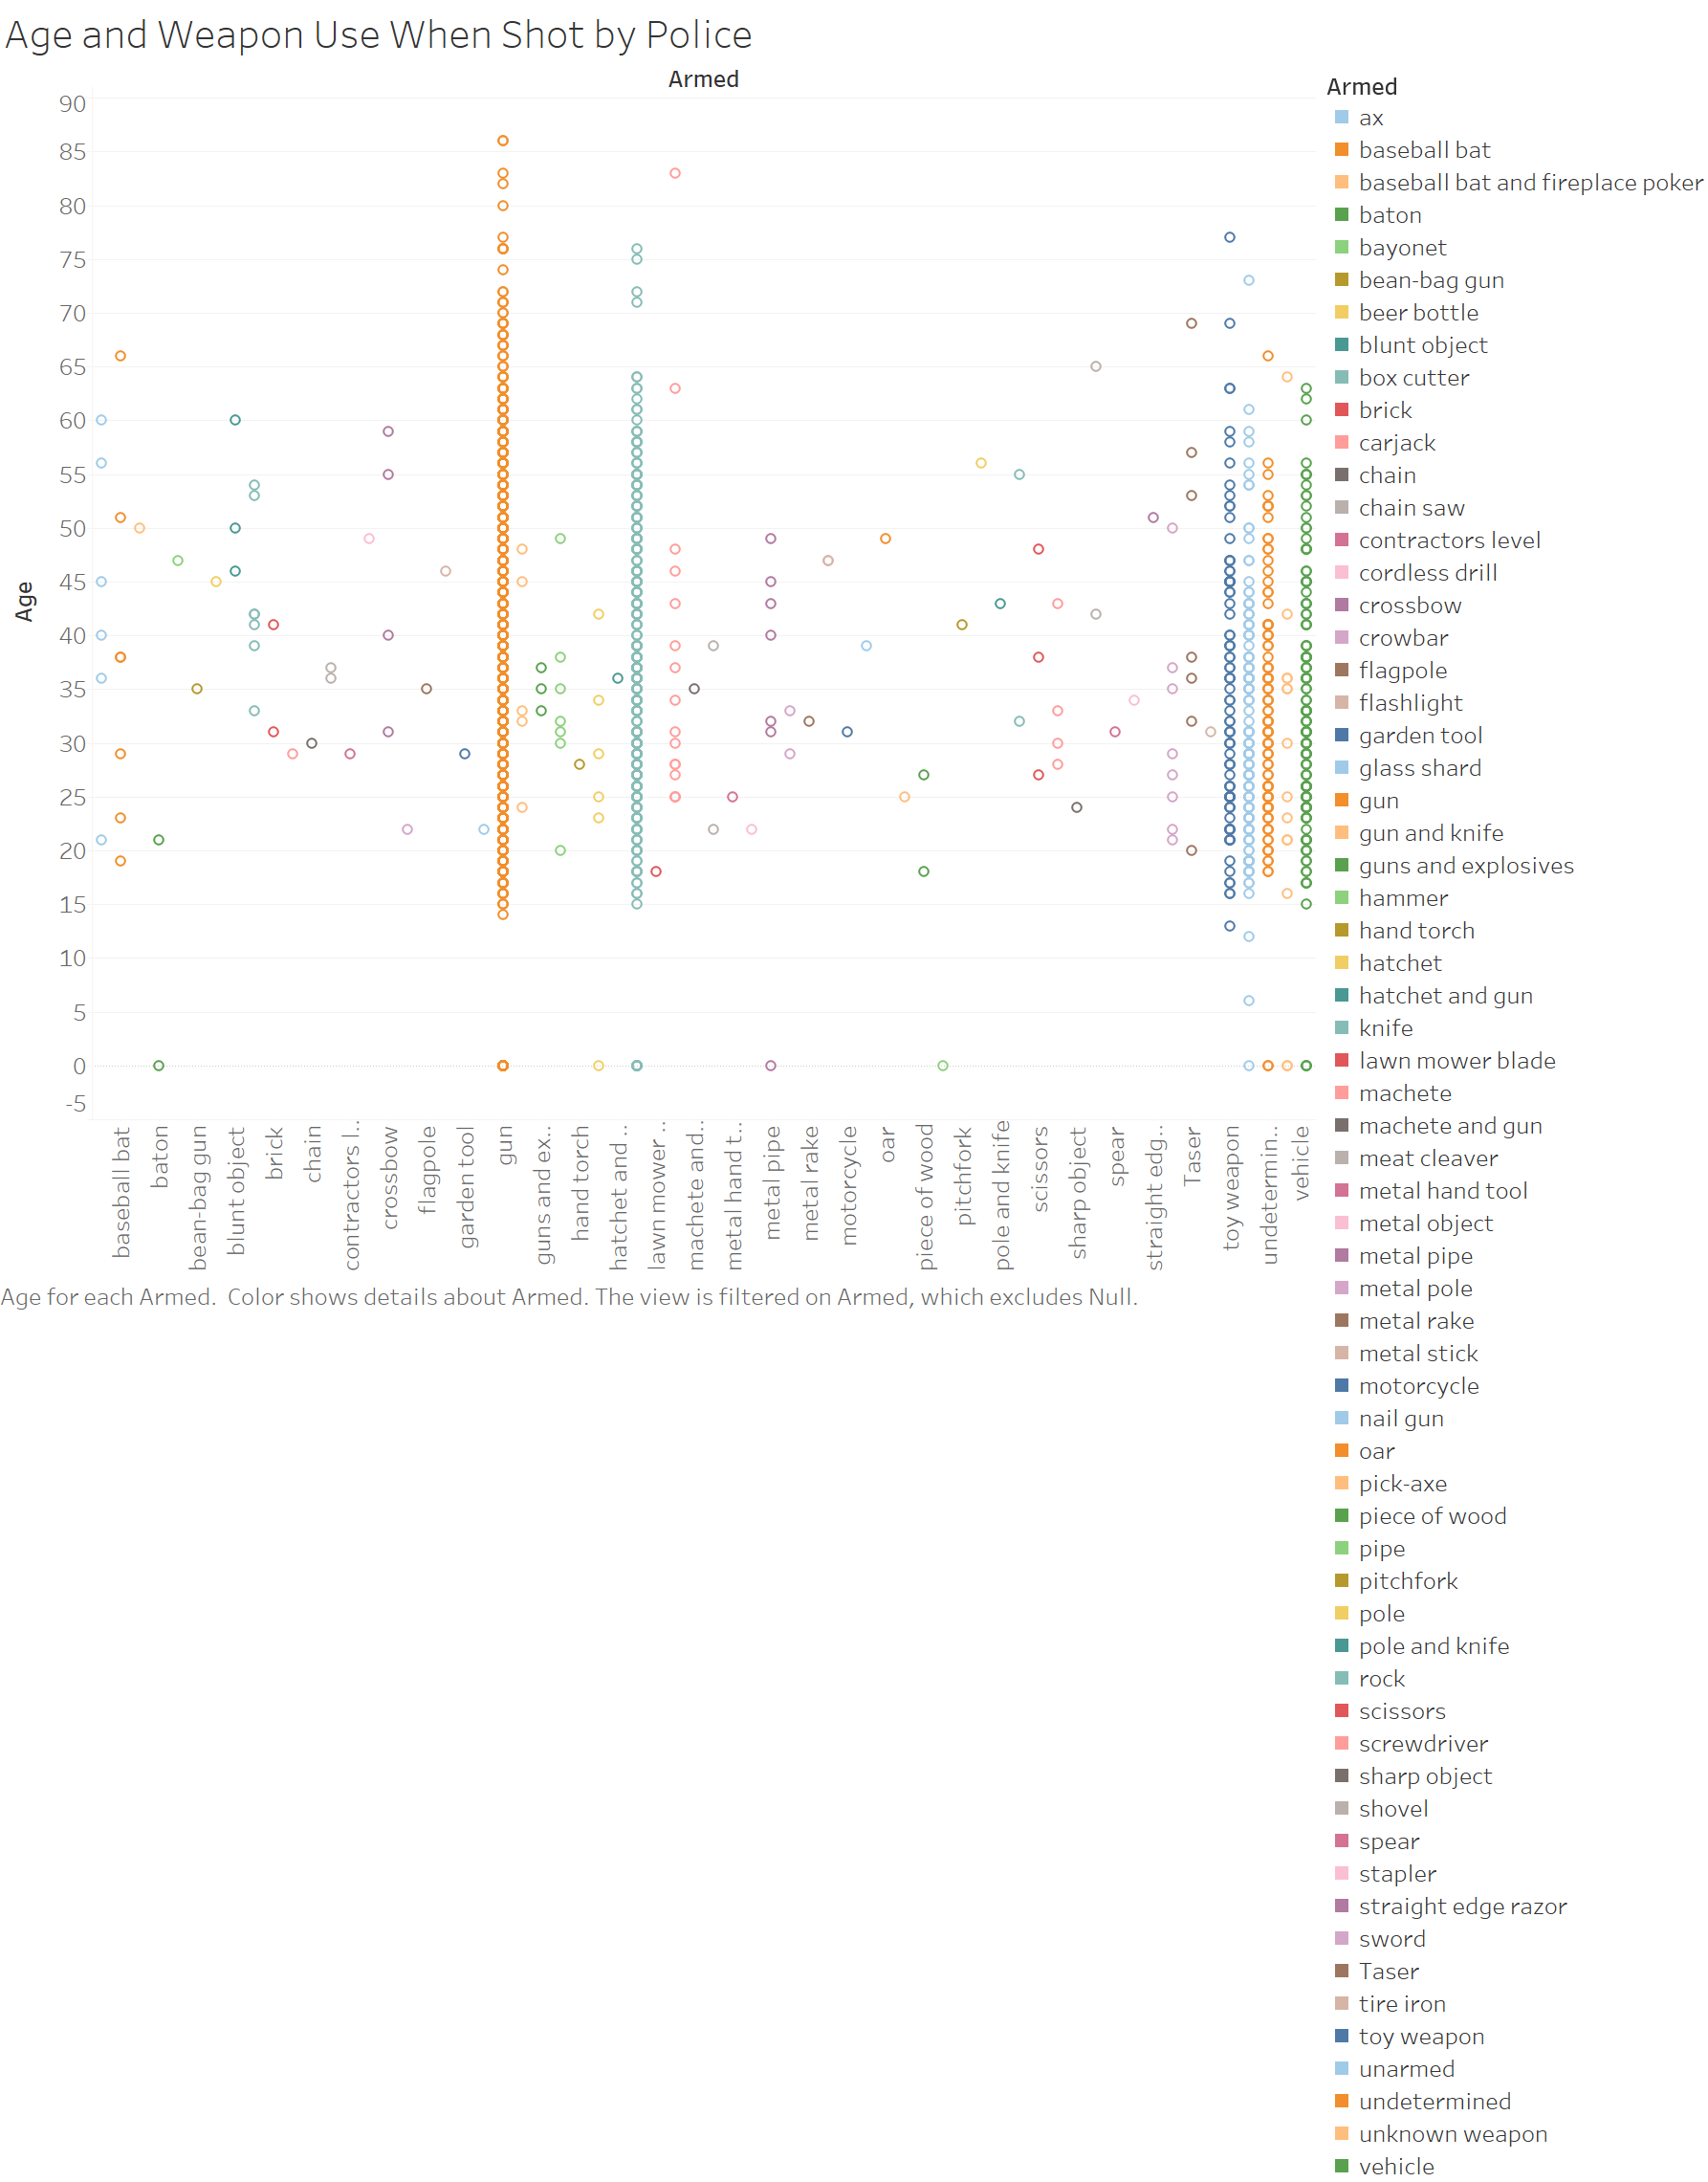 Age and Weapon Use When Shot by Police
Armed
90
85
80
75
70
65
60
55
50
45
40
35
30
25
20
15
10
5
0
-5
Age
baseball bat
baton
bean-bag gun
blunt object
brick
chain
contractors l..
crossbow
flagpole
garden tool
gun
guns and ex..
hand torch
hatchet and ..
lawn mower ..
machete and..
metal hand t..
metal pipe
metal rake
motorcycle
oar
piece of wood
pitchfork
pole and knife
scissors
sharp object
spear
straight edg..
Taser
toy weapon
undetermin..
vehicle
Age for each Armed.  Color shows details about Armed. The view is filtered on Armed, which excludes Null.
Armed
ax
baseball bat
baseball bat and fireplace poker
baton
bayonet
bean-bag gun
beer bottle
blunt object
box cutter
brick
carjack
chain
chain saw
contractors level
cordless drill
crossbow
crowbar
flagpole
flashlight
garden tool
glass shard
gun
gun and knife
guns and explosives
hammer
hand torch
hatchet
hatchet and gun
knife
lawn mower blade
machete
machete and gun
meat cleaver
metal hand tool
metal object
metal pipe
metal pole
metal rake
metal stick
motorcycle
nail gun
oar
pick-axe
piece of wood
pipe
pitchfork
pole
pole and knife
rock
scissors
screwdriver
sharp object
shovel
spear
stapler
straight edge razor
sword
Taser
tire iron
toy weapon
unarmed
undetermined
unknown weapon
vehicle